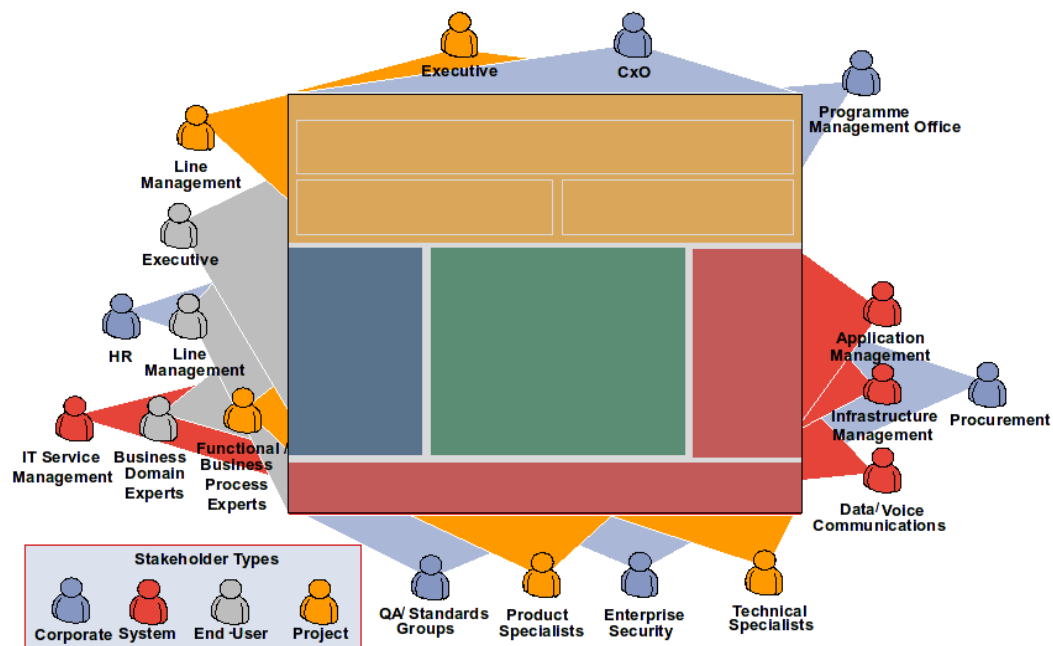 Executive
CxO
Programme
Management Office
Line
Management
Executive
HR
Line
Management
Application
Management
Infrastructure
Management
Procurement
IT Service
Management
Business
Domain
Experts
Functional /
Business
Process
Experts
Data/Voice
Communications
QA/ Standards
Groups
Product
Specialists
Enterprise
Security
Technical
Specialists
Stakeholder Types
Corporate
System
End -User
Project